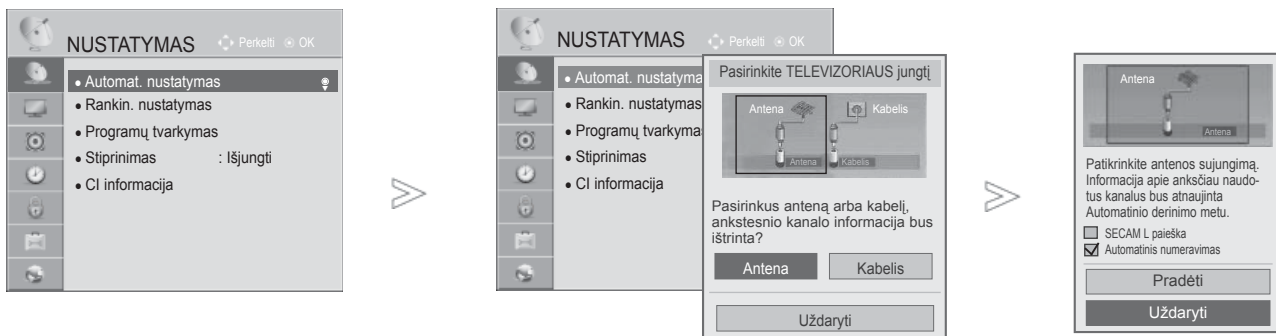 NUSTATYMAS Perkelti OK
• Automat. nustatymas
• Rankin. nustatymas
• Programų tvarkymas
• Stiprinimas : Išjungti
• CI informacija
NUSTATYMAS Perkelti OK
• Automat. nustatyma
• Rankin. nustatymas
• Programų tvarkyma
• Stiprinimas
• CI informacija
Pasirinkite TELEVIZORIAUS jungtį
Antena Kabelis
Antena Kabelis
Pasirinkus anteną arba kabelį,
ankstesnio kanalo informacija bus
ištrinta?
Antena Kabelis
Uždaryti
Antena
Antena
Patikrinkite antenos sujungimą.
Informacija apie anksčiau naudo-
tus kanalus bus atnaujinta
Automatinio derinimo metu.
SECAM L paieška
Automatinis numeravimas
Pradėti
Uždaryti